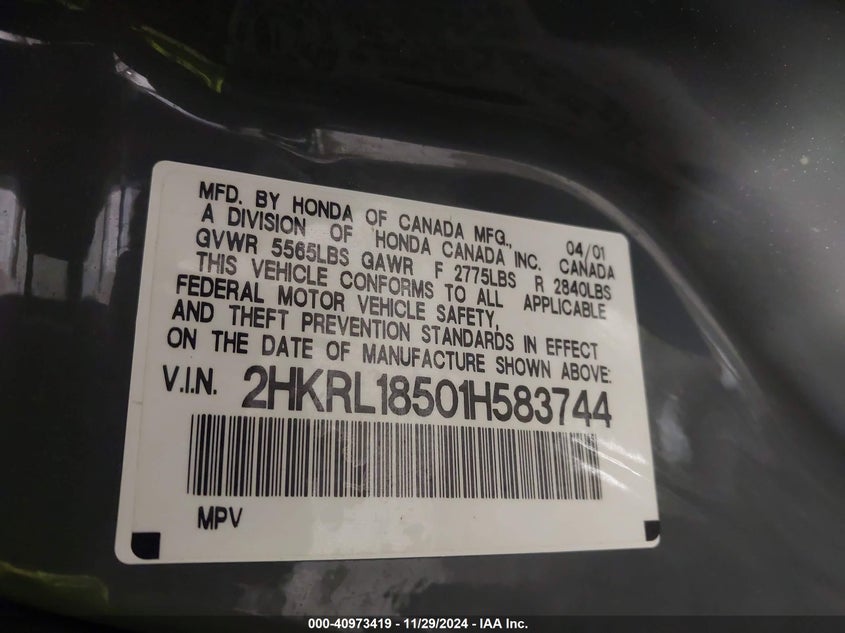 MFD. BY HONDA OF CANADA MFG., 04/01
A DIVISION OF HONDA CANADA INC. CANADA
GVWR 5565LBS GAWR F 2775LBS R 2840LBS
THIS VEHICLE CONFORMS TO ALL APPLICABLE
FEDERAL MOTOR VEHICLE SAFETY,
AND THEFT PREVENTION STANDARDS IN EFFECT
ON THE DATE OF MANUFACTURE SHOWN ABOVE.
V.I.N. 2HKRL18501H583744
MPV
000-40973419 - 11/29/2024 - IAA Inc.